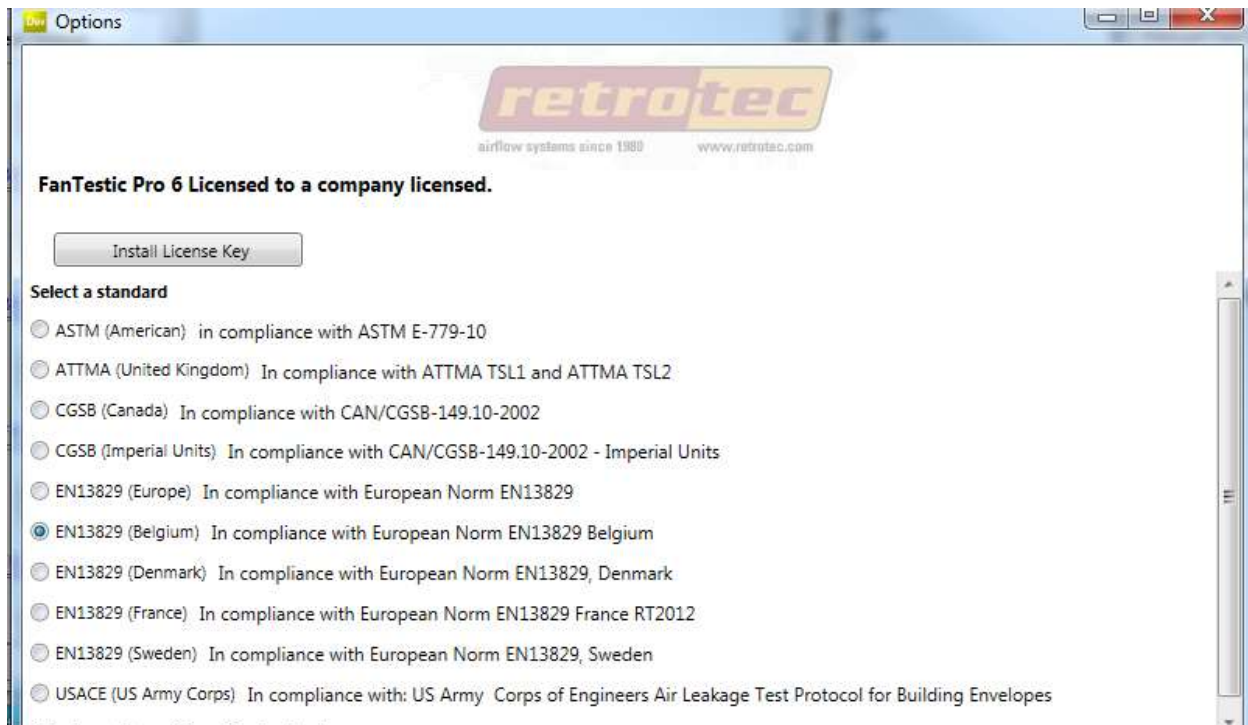 Options
retrotec
airflow systems since 1980 www.retrotec.com
FanTestic Pro 6 Licensed to a company licensed.
Install License Key
Select a standard
ASTM (American) in compliance with ASTM E-779-10
ATTMA (United Kingdom) In compliance with ATTMA TSL1 and ATTMA TSL2
CGSB (Canada) In compliance with CAN/CGSB-149.10-2002
CGSB (Imperial Units) In compliance with CAN/CGSB-149.10-2002 - Imperial Units
EN13829 (Europe) In compliance with European Norm EN13829
EN13829 (Belgium) In compliance with European Norm EN13829 Belgium
EN13829 (Denmark) In compliance with European Norm EN13829, Denmark
EN13829 (France) In compliance with European Norm EN13829 France RT2012
EN13829 (Sweden) In compliance with European Norm EN13829, Sweden
USACE (US Army Corps) In compliance with: US Army Corps of Engineers Air Leakage Test Protocol for Building Envelopes